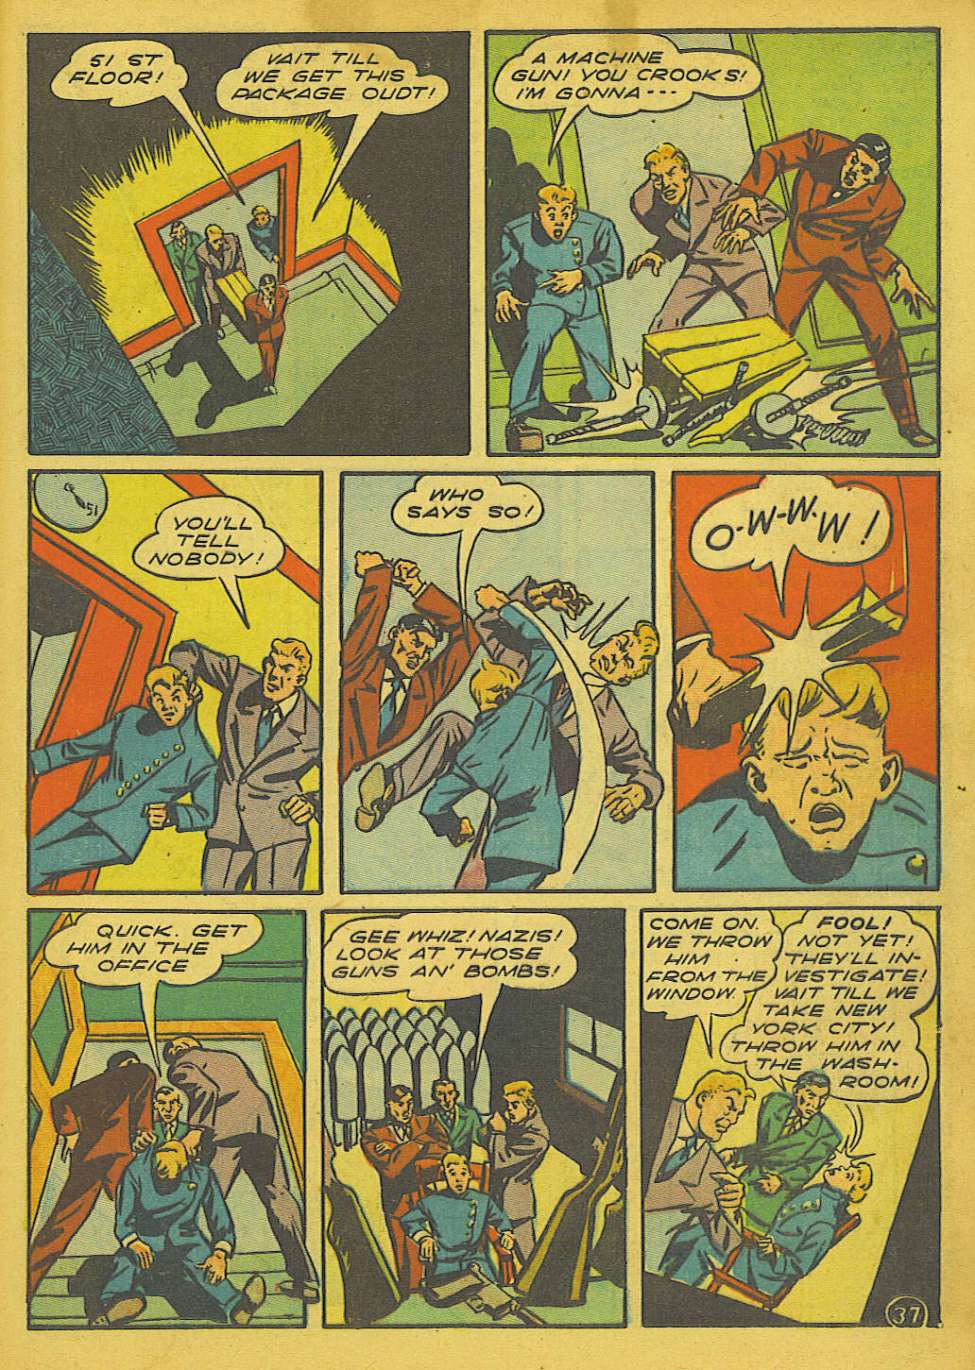 51 ST
FLOOR!
VAIT TILL
WE GET THIS
PACKAGE OUDT!
A MACHINE
GUN! YOU CROOKS!
I'M GONNA ---
51
YOU'LL
TELL
NOBODY!
WHO
SAYS SO!
O-W-W-W!
QUICK. GET
HIM IN THE
OFFICE
GEE WHIZ! NAZIS!
LOOK AT THOSE
GUNS AN' BOMBS!
COME ON.
WE THROW
HIM
FROM THE
WINDOW.
FOOL!
NOT YET!
THEY'LL IN-
VESTIGATE!
VAIT TILL WE
TAKE NEW
YORK CITY!
THROW HIM IN
THE WASH-
ROOM!
37